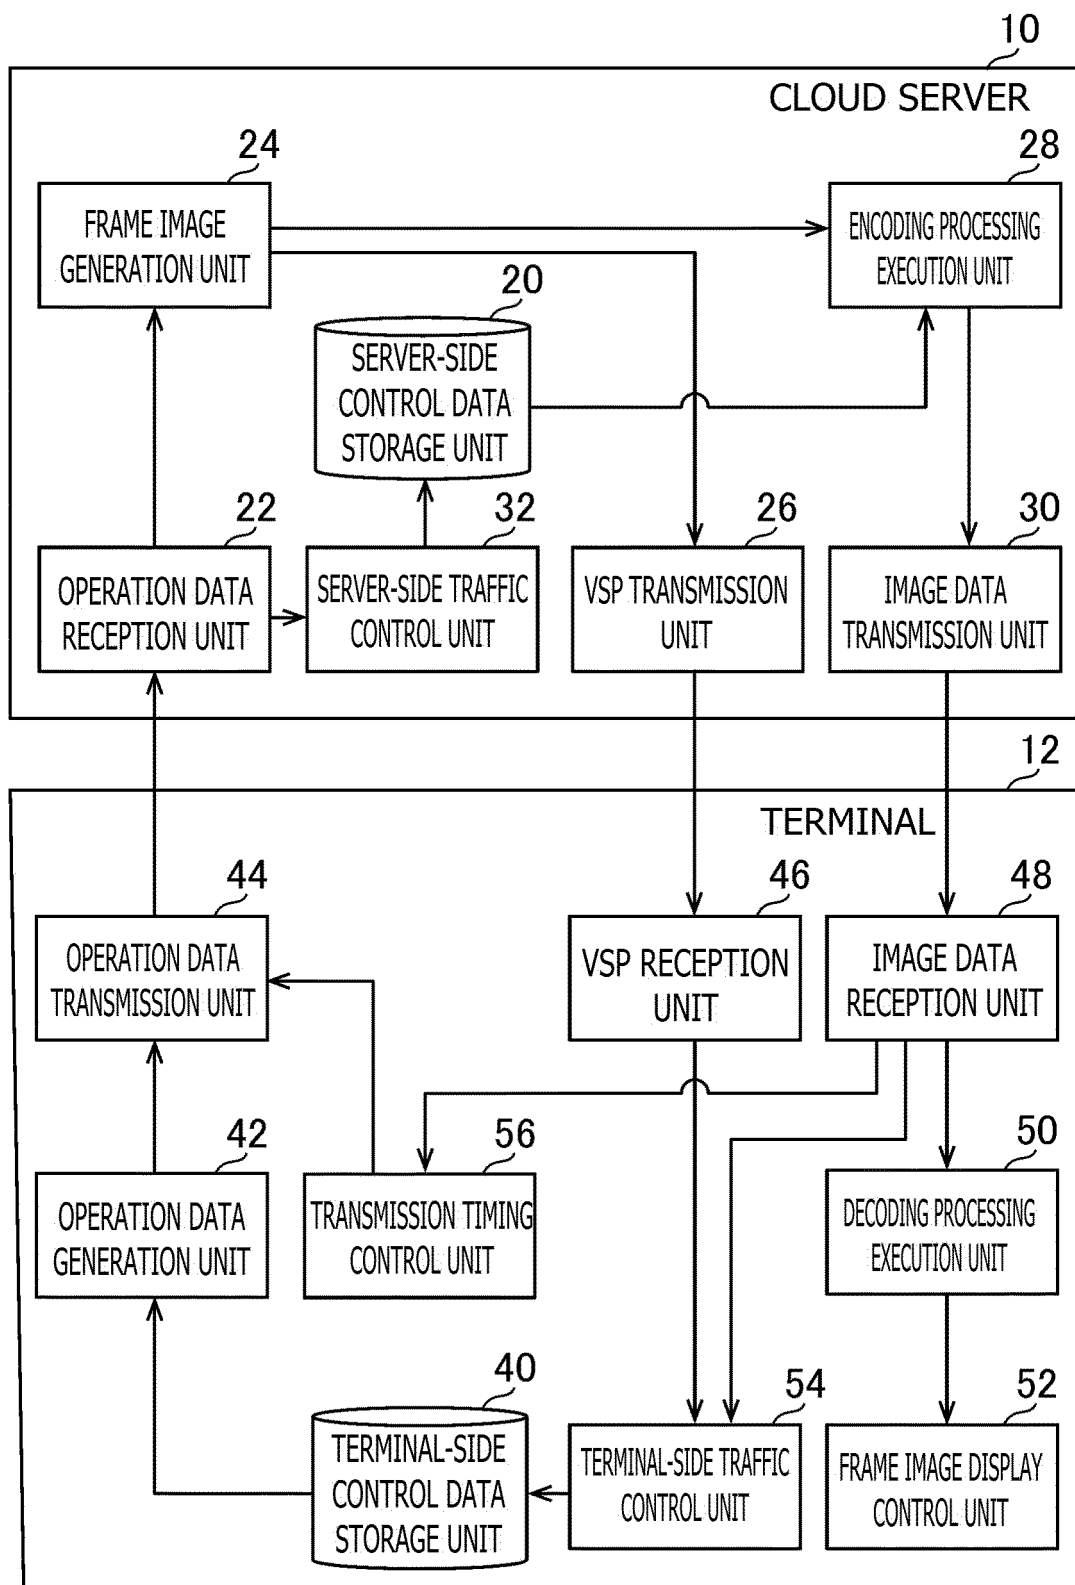 10
CLOUD SERVER
24
FRAME IMAGE
GENERATION UNIT
28
ENCODING PROCESSING
EXECUTION UNIT
20
SERVER-SIDE
CONTROL DATA
STORAGE UNIT
22
OPERATION DATA
RECEPTION UNIT
32
SERVER-SIDE TRAFFIC
CONTROL UNIT
26
VSP TRANSMISSION
UNIT
30
IMAGE DATA
TRANSMISSION UNIT
12
TERMINAL
44
OPERATION DATA
TRANSMISSION UNIT
46
VSP RECEPTION
UNIT
48
IMAGE DATA
RECEPTION UNIT
42
OPERATION DATA
GENERATION UNIT
56
TRANSMISSION TIMING
CONTROL UNIT
50
DECODING PROCESSING
EXECUTION UNIT
40
TERMINAL-SIDE
CONTROL DATA
STORAGE UNIT
54
TERMINAL-SIDE TRAFFIC
CONTROL UNIT
52
FRAME IMAGE DISPLAY
CONTROL UNIT